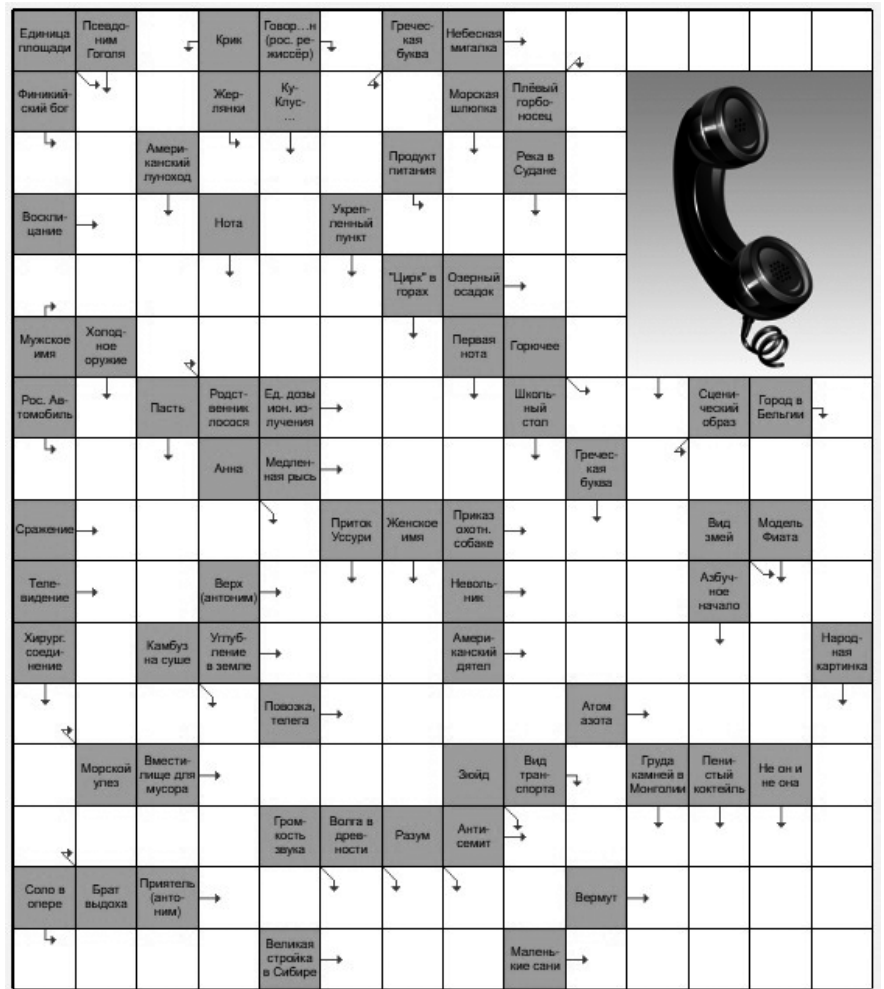 Единица
площади
Псевдо-
ним
Гоголя
Крик
Говор...н
(рос. ре-
жиссёр)
Гречес-
кая
буква
Небесная
мигалка
Финикий-
ский бог
Жер-
лянки
Ку-
Клус-
...
Морская
шлюпка
Плёвый
горбо-
носец
Амери-
канский
луноход
Продукт
питания
Река в
Судане
Воскли-
цание
Нота
Укреп-
ленный
пункт
"Цирк" в
горах
Озерный
осадок
Мужское
имя
Холод-
ное
оружие
Первая
нота
Горючее
Рос. Ав-
томобиль
Пасть
Родст-
венник
лосося
Ед. дозы
ион. из-
лучения
Школь-
ный
стол
Сцени-
ческий
образ
Город в
Бельгии
Анна
Медлен-
ная рысь
Гречес-
кая
буква
Сражение
Приток
Уссури
Женское
имя
Приказ
охотн.
собаке
Вид
змей
Модель
Фиата
Теле-
видение
Верх
(антоним)
Неволь-
ник
Азбуч-
ное
начало
Хирург.
соеди-
нение
Камбуз
на суше
Углуб-
ление
в земле
Амери-
канский
дятел
Народ-
ная
картинка
Повозка,
телега
Атом
азота
Морской
улез
Вмести-
лище для
мусора
Зюйд
Вид
тран-
спорта
Груда
камней в
Монголии
Пени-
стый
коктейль
Не он и
не она
Гром-
кость
звука
Волга в
древ-
ности
Разум
Анти-
семит
Соло в
опере
Брат
выдоха
Приятель
(анто-
ним)
Вермут
Великая
стройка
в Сибире
Малень-
кие сани